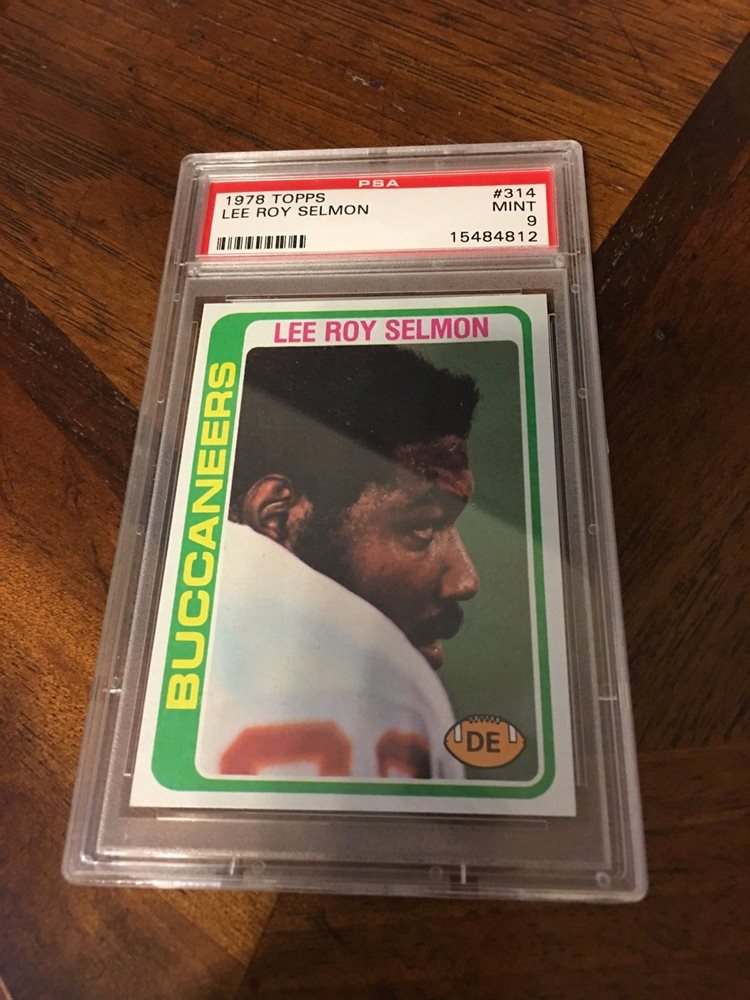 PSA
1978 TOPPS #314
LEE ROY SELMON MINT
9
15484812
LEE ROY SELMON
BUCCANEERS
DE